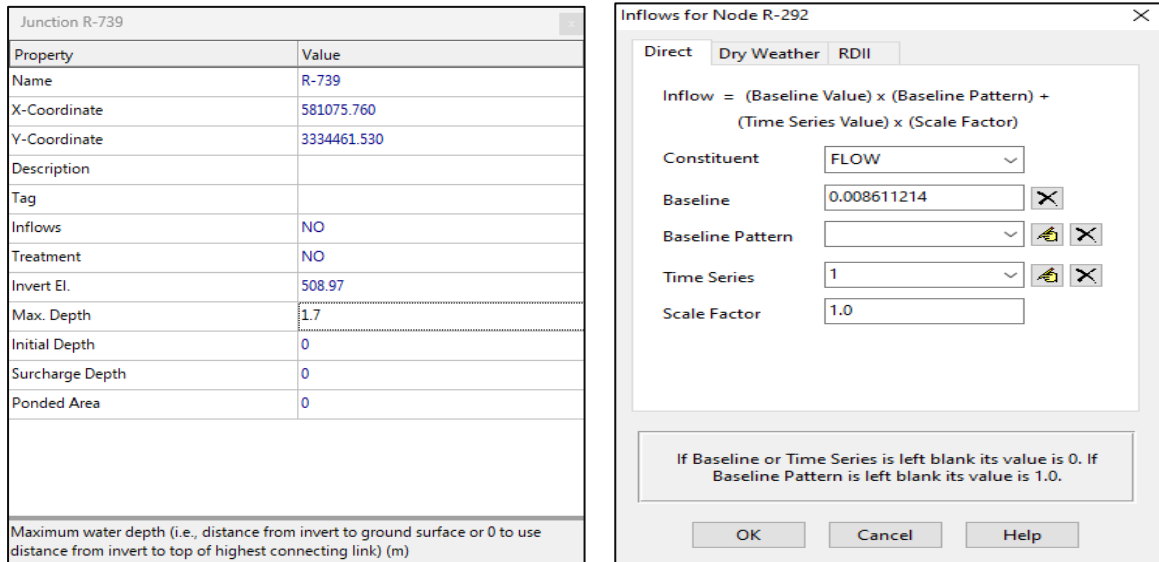 Junction R-739
x
Property Value
Name R-739
X-Coordinate 581075.760
Y-Coordinate 3334461.530
Description
Tag
Inflows NO
Treatment NO
Invert El. 508.97
Max. Depth 1.7
Initial Depth 0
Surcharge Depth 0
Ponded Area 0
Maximum water depth (i.e., distance from invert to ground surface or 0 to use
distance from invert to top of highest connecting link) (m)
Inflows for Node R-292
Direct Dry Weather RDII
Inflow = (Baseline Value) x (Baseline Pattern) +
(Time Series Value) x (Scale Factor)
Constituent FLOW
Baseline 0.008611214
Baseline Pattern
Time Series 1
Scale Factor 1.0
If Baseline or Time Series is left blank its value is 0. If
Baseline Pattern is left blank its value is 1.0.
OK Cancel Help